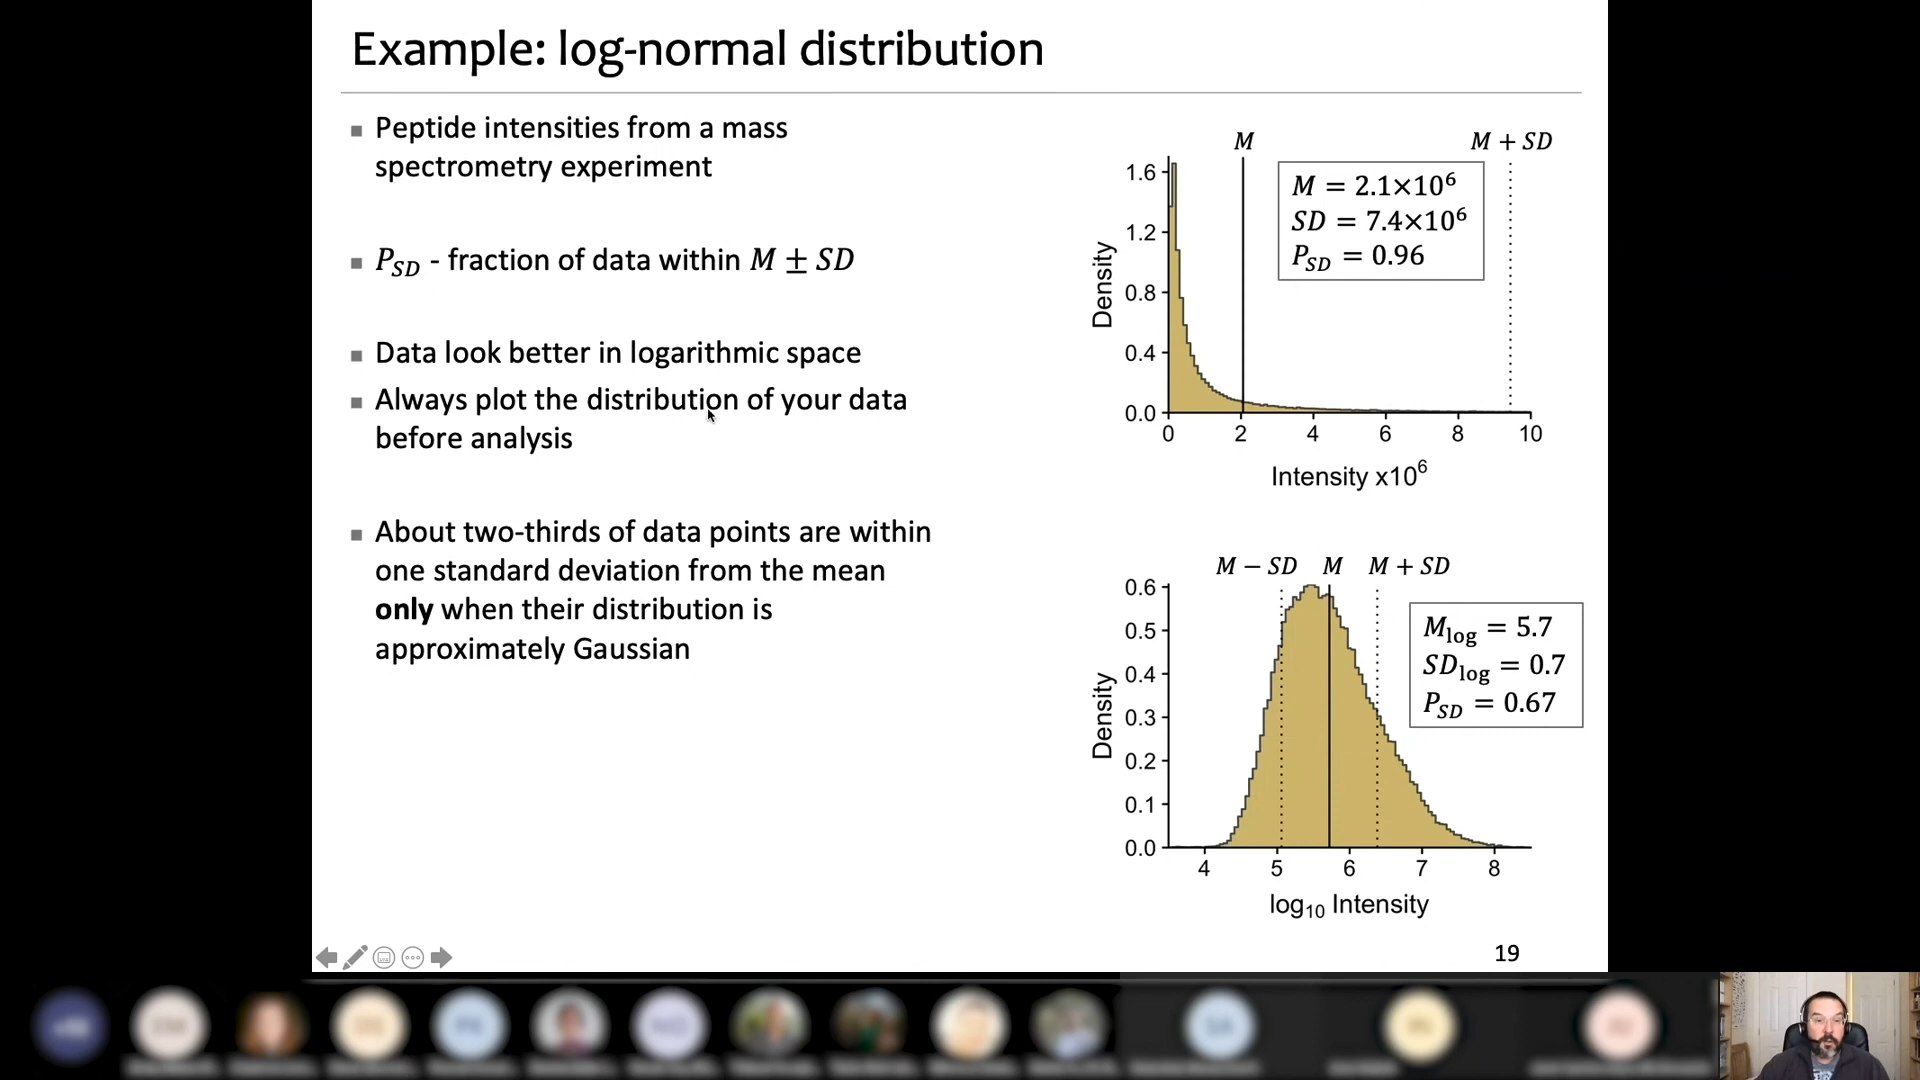 Example: log-normal distribution
Peptide intensities from a mass
spectrometry experiment
P_SD - fraction of data within M ± SD
Data look better in logarithmic space
Always plot the distribution of your data
before analysis
About two-thirds of data points are within
one standard deviation from the mean
only when their distribution is
approximately Gaussian
M M + SD
M = 2.1×10⁶
SD = 7.4×10⁶
P_SD = 0.96
Density
1.6
1.2
0.8
0.4
0.0
0 2 4 6 8 10
Intensity x10⁶
M − SD M M + SD
M_log = 5.7
SD_log = 0.7
P_SD = 0.67
Density
0.6
0.5
0.4
0.3
0.2
0.1
0.0
4 5 6 7 8
log₁₀ Intensity
19